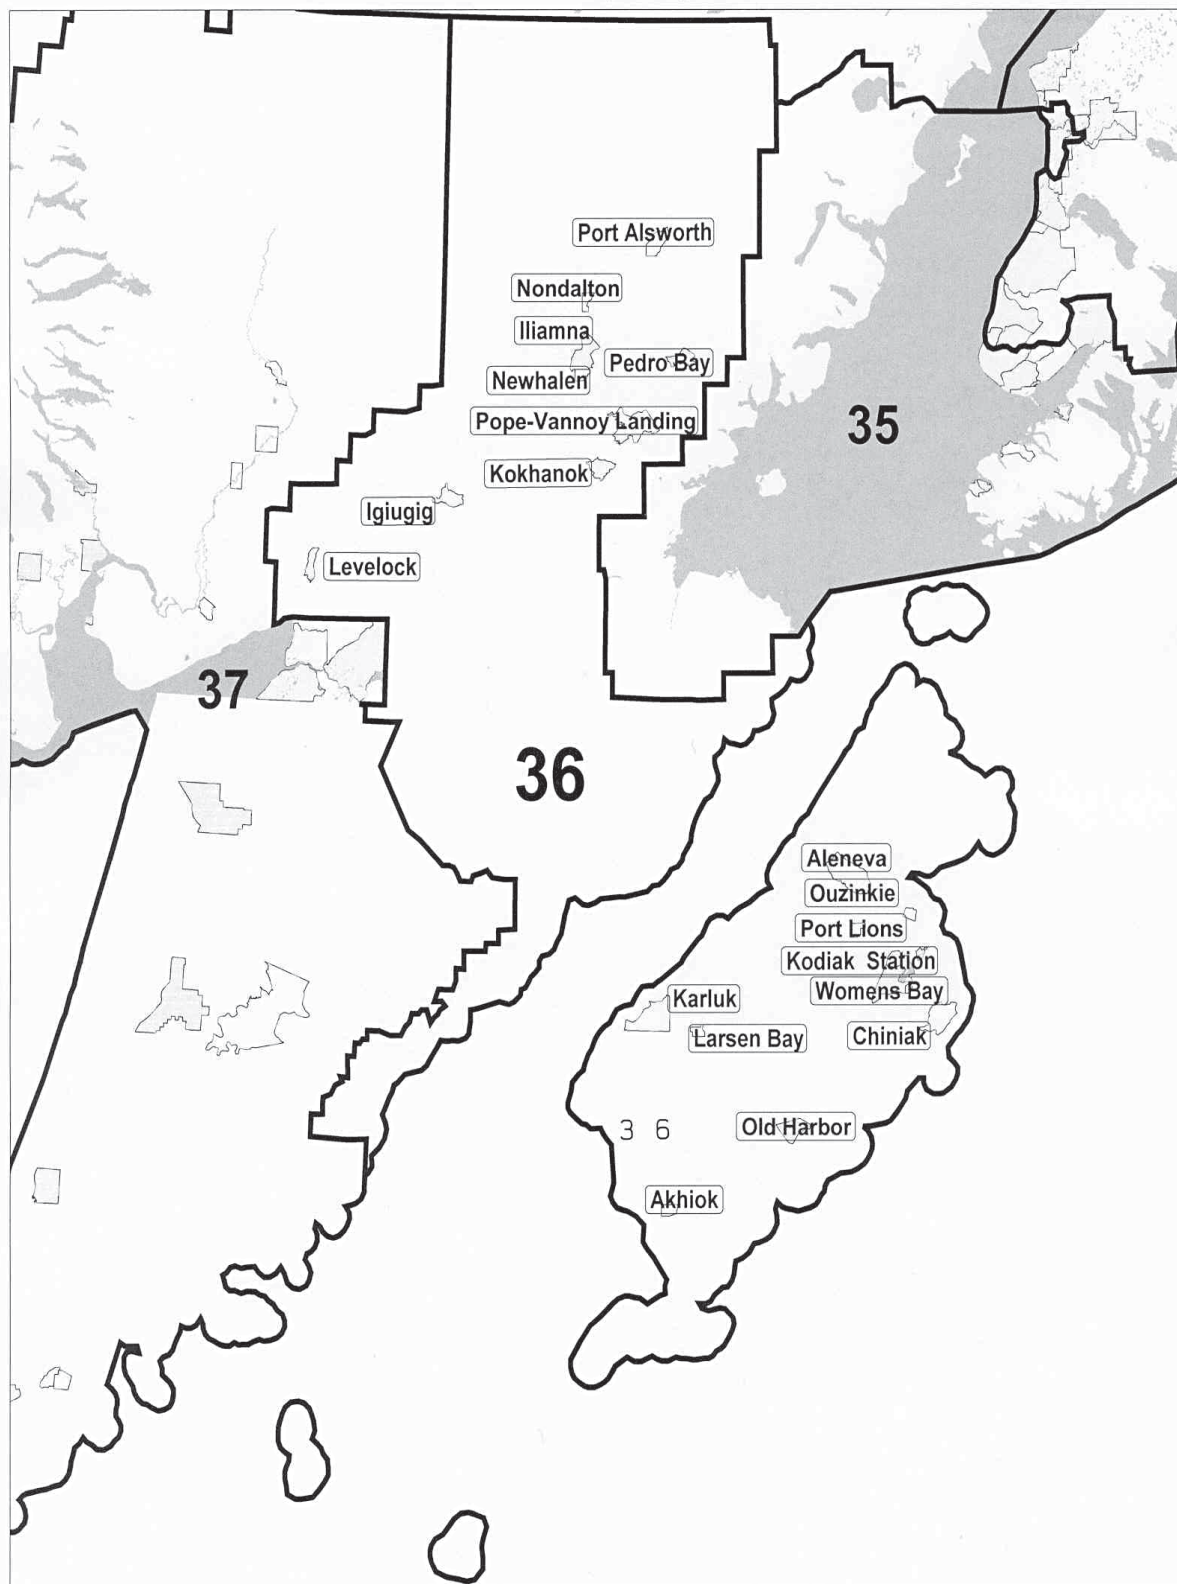 Port Alsworth
Nondalton
Iliamna
Pedro Bay
Newhalen
Pope-Vannoy Landing
35
Kokhanok
Igiugig
Levelock
37
36
Aleneva
Ouzinkie
Port Lions
Kodiak Station
Womens Bay
Karluk
Larsen Bay
Chiniak
3 6
Old Harbor
Akhiok